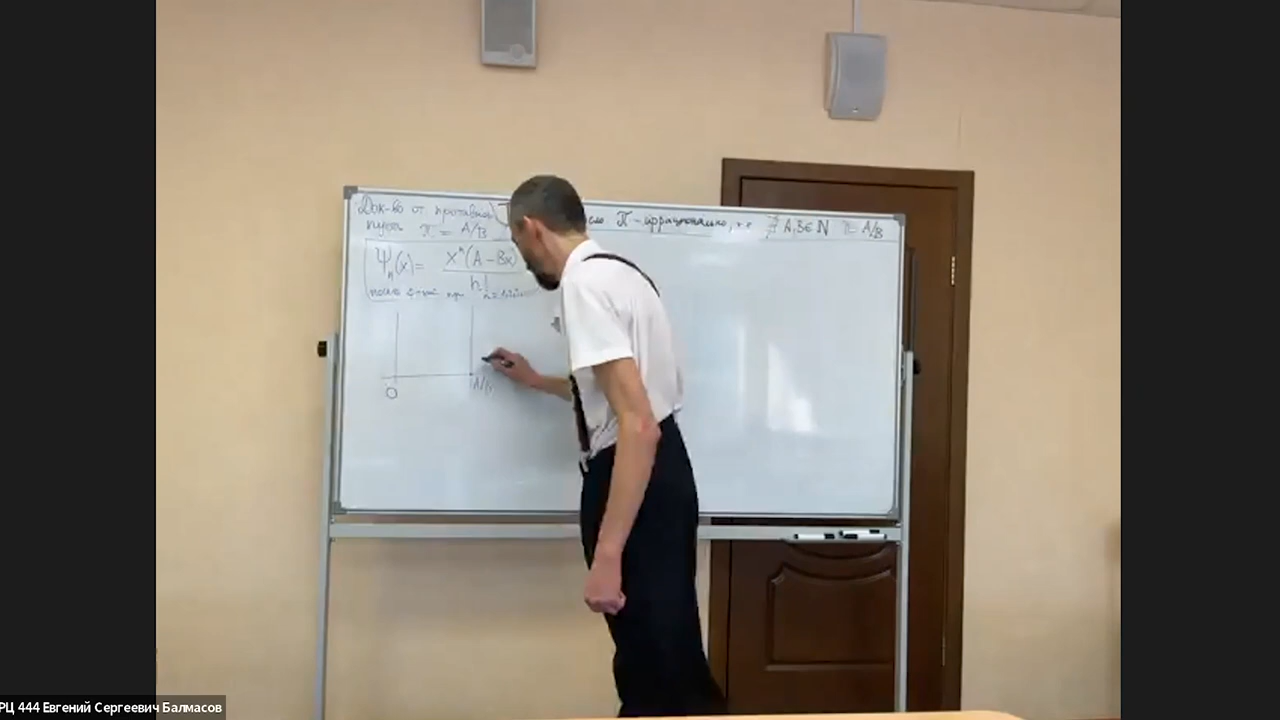 Док-во от противного
число π - иррационально, т.е. ∄ A,B∈N π = A/B
пусть π = A/B
Ψₙ(x)= xⁿ(A-Bx)
n!
0
A/B
РЦ 444 Евгений Сергеевич Балмасов